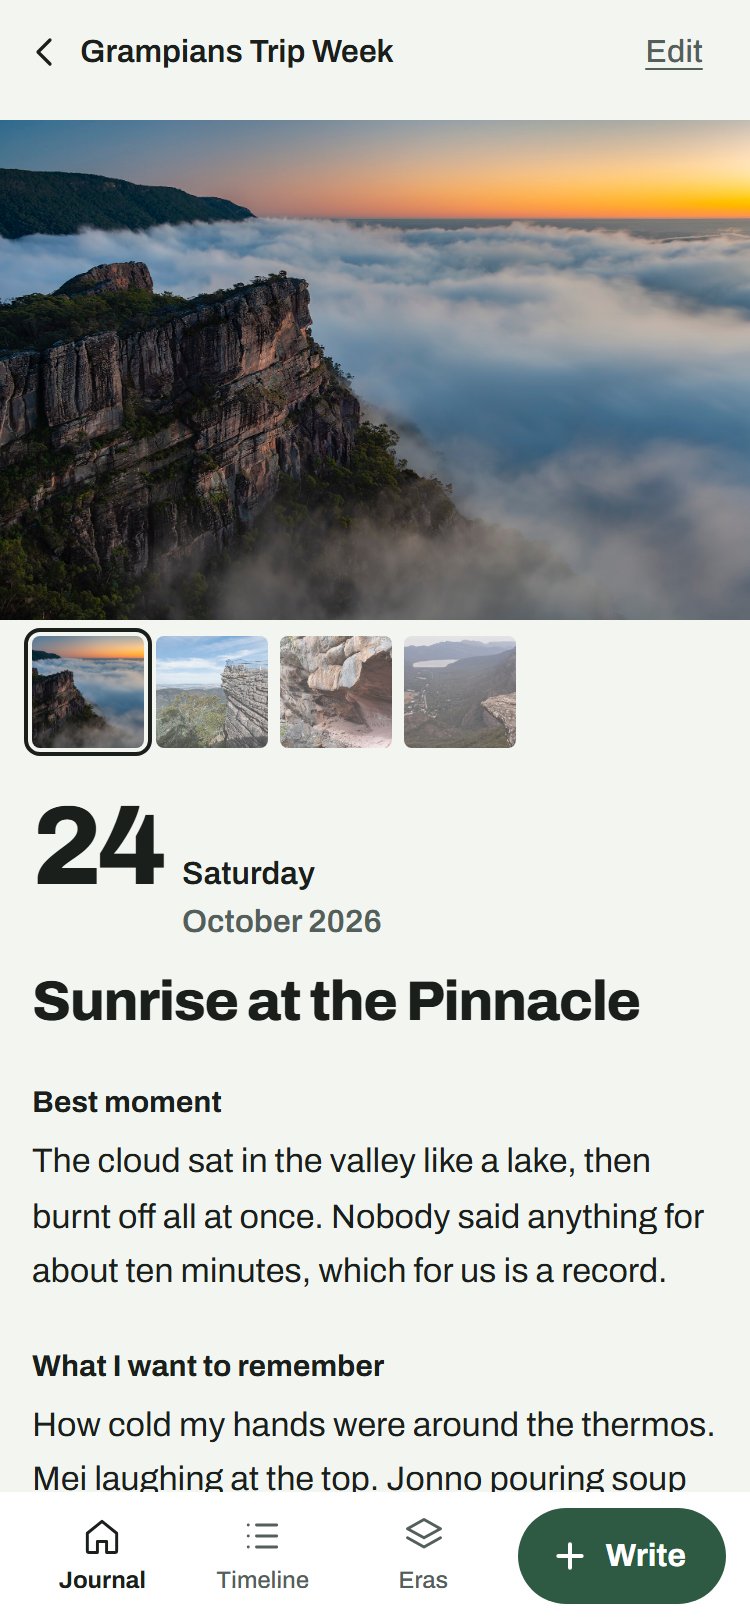 Grampians Trip Week
Edit
24
Saturday
October 2026
Sunrise at the Pinnacle
Best moment
The cloud sat in the valley like a lake, then
burnt off all at once. Nobody said anything for
about ten minutes, which for us is a record.
What I want to remember
How cold my hands were around the thermos.
Mei laughing at the top. Jonno pouring soup
Journal
Timeline
Eras
Write